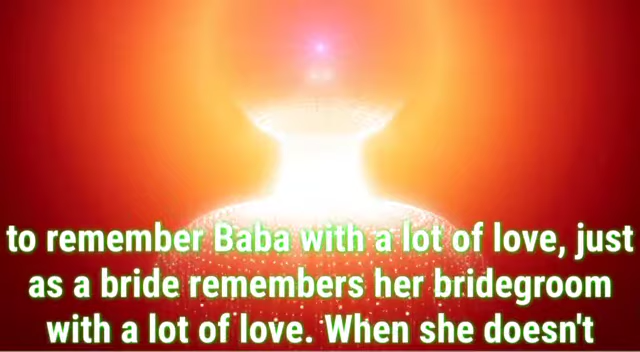 to remember Baba with a lot of love, just
as a bride remembers her bridegroom
with a lot of love. When she doesn't